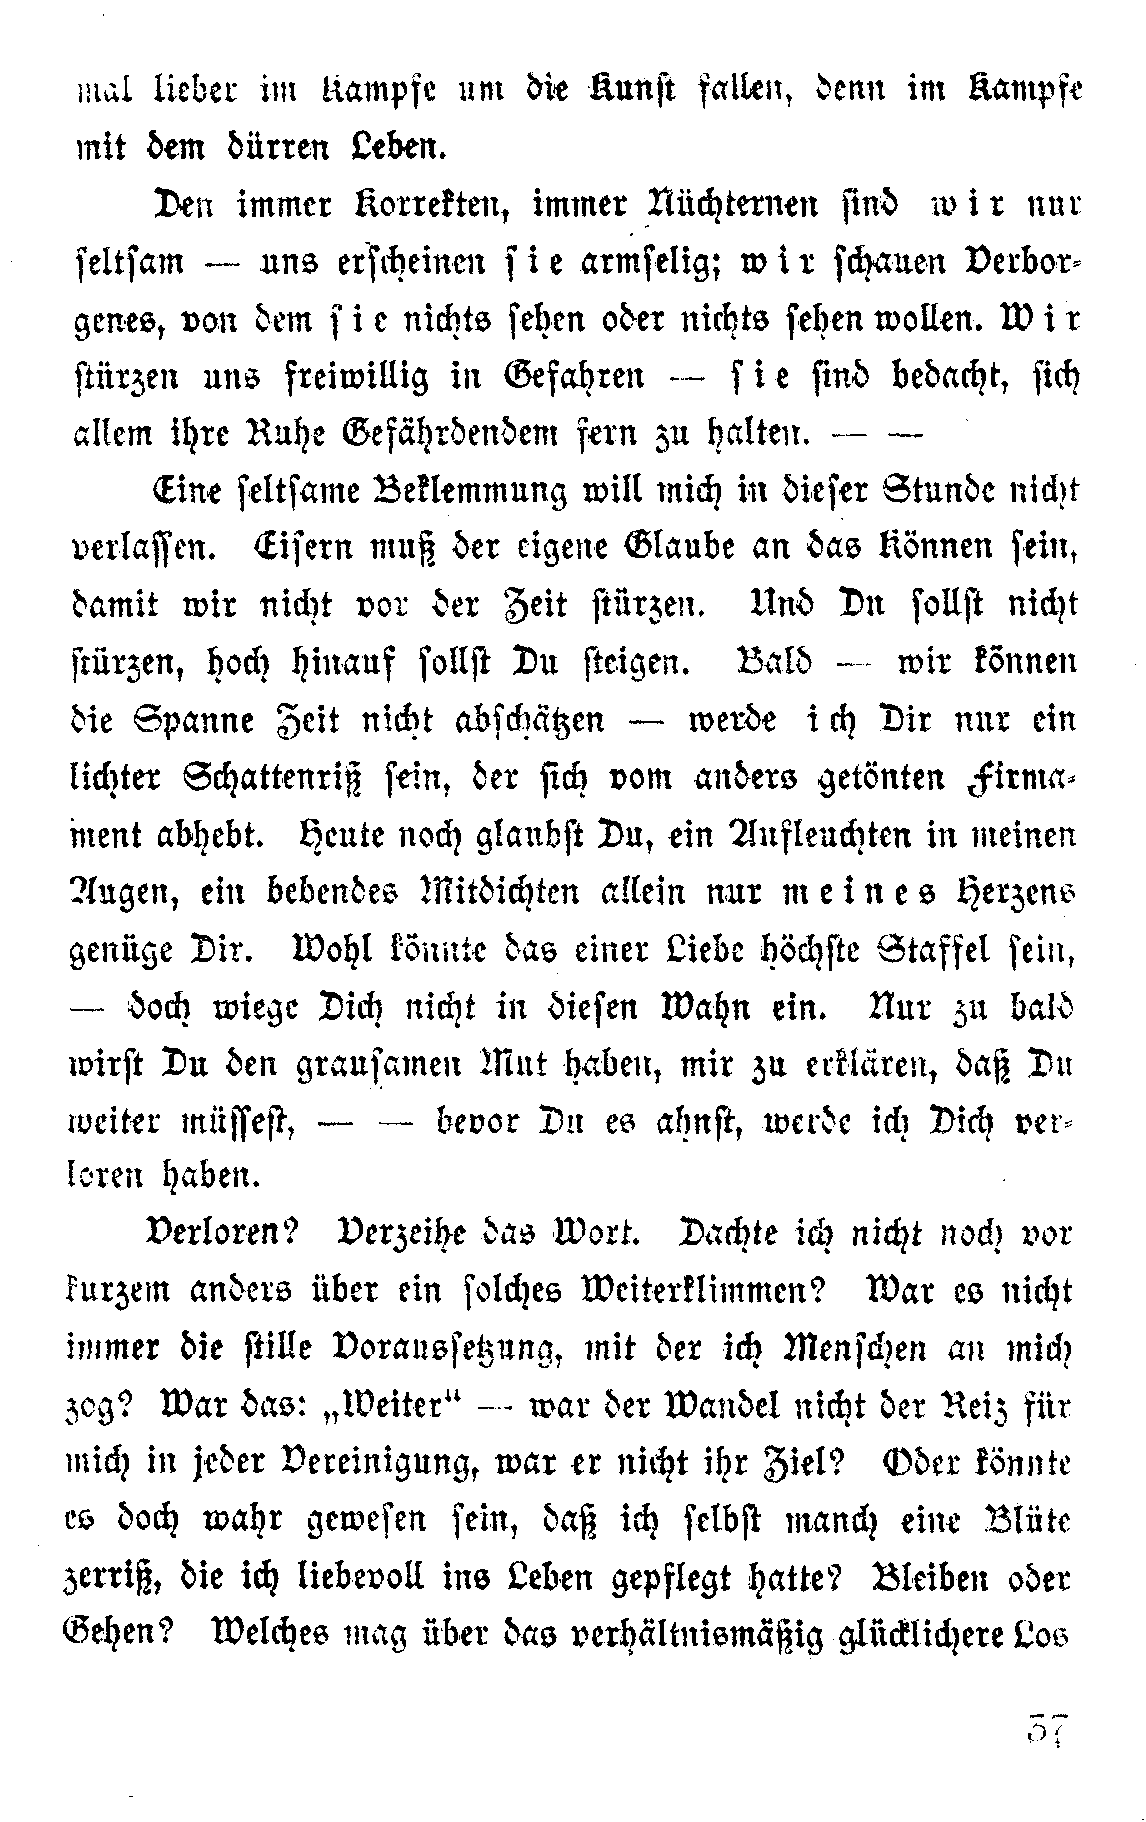 mal lieber im Kampfe um die Kunst fallen, denn im Kampfe
mit dem dürren Leben.
Den immer Korrekten, immer Nüchternen sind wir nur
seltsam — uns erscheinen sie armselig; wir schauen Verbor-
genes, von dem sie nichts sehen oder nichts sehen wollen. Wir
stürzen uns freiwillig in Gefahren — sie sind bedacht, sich
allem ihre Ruhe Gefährdendem fern zu halten. — —
Eine seltsame Beklemmung will mich in dieser Stunde nicht
verlassen. Eisern muß der eigene Glaube an das Können sein,
damit wir nicht vor der Zeit stürzen. Und Du sollst nicht
stürzen, hoch hinauf sollst Du steigen. Bald — wir können
die Spanne Zeit nicht abschätzen — werde ich Dir nur ein
lichter Schattenriß sein, der sich vom anders getönten Firma-
ment abhebt. Heute noch glaubst Du, ein Aufleuchten in meinen
Augen, ein bebendes Mitdichten allein nur meines Herzens
genüge Dir. Wohl könnte das einer Liebe höchste Staffel sein,
— doch wiege Dich nicht in diesen Wahn ein. Nur zu bald
wirst Du den grausamen Mut haben, mir zu erklären, daß Du
weiter müssest, — — bevor Du es ahnst, werde ich Dich ver-
loren haben.
Verloren? Verzeihe das Wort. Dachte ich nicht noch vor
kurzem anders über ein solches Weiterklimmen? War es nicht
immer die stille Voraussetzung, mit der ich Menschen an mich
zog? War das: „Weiter“ — war der Wandel nicht der Reiz für
mich in jeder Vereinigung, war er nicht ihr Ziel? Oder könnte
es doch wahr gewesen sein, daß ich selbst manch eine Blüte
zerriß, die ich liebevoll ins Leben gepflegt hatte? Bleiben oder
Gehen? Welches mag über das verhältnismäßig glücklichere Los
57